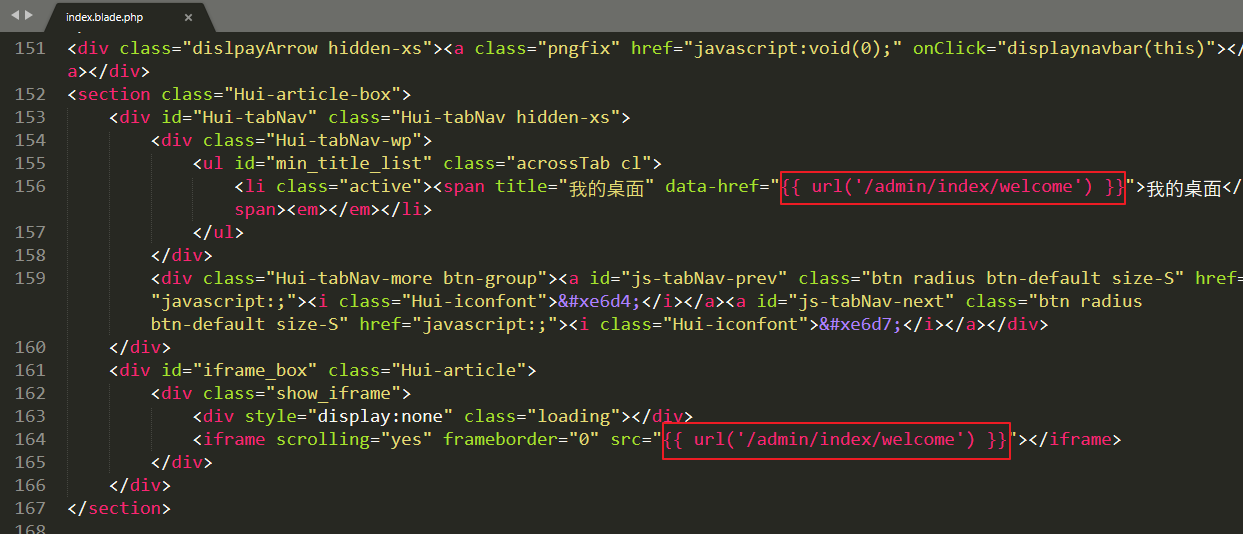 index.blade.php ×
151 <div class="dislpayArrow hidden-xs"><a class="pngfix" href="javascript:void(0);" onClick="displaynavbar(this)"></
a></div>
152 <section class="Hui-article-box">
153 <div id="Hui-tabNav" class="Hui-tabNav hidden-xs">
154 <div class="Hui-tabNav-wp">
155 <ul id="min_title_list" class="acrossTab cl">
156 <li class="active"><span title="我的桌面" data-href="{{ url('/admin/index/welcome') }}">我的桌面</
span><em></em></li>
157 </ul>
158 </div>
159 <div class="Hui-tabNav-more btn-group"><a id="js-tabNav-prev" class="btn radius btn-default size-S" href=
"javascript:;"><i class="Hui-iconfont">&#xe6d4;</i></a><a id="js-tabNav-next" class="btn radius
btn-default size-S" href="javascript:;"><i class="Hui-iconfont">&#xe6d7;</i></a></div>
160 </div>
161 <div id="iframe_box" class="Hui-article">
162 <div class="show_iframe">
163 <div style="display:none" class="loading"></div>
164 <iframe scrolling="yes" frameborder="0" src="{{ url('/admin/index/welcome') }}"></iframe>
165 </div>
166 </div>
167 </section>
168